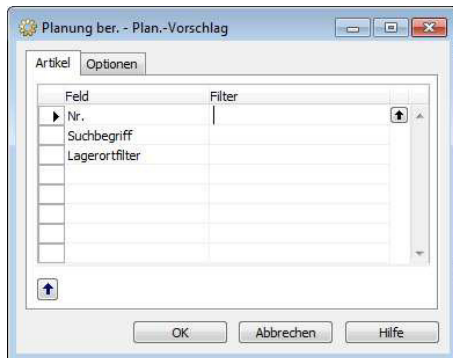 Planung ber. - Plan.-Vorschlag
Artikel Optionen
Feld Filter
Nr.
Suchbegriff
Lagerortfilter
OK Abbrechen Hilfe